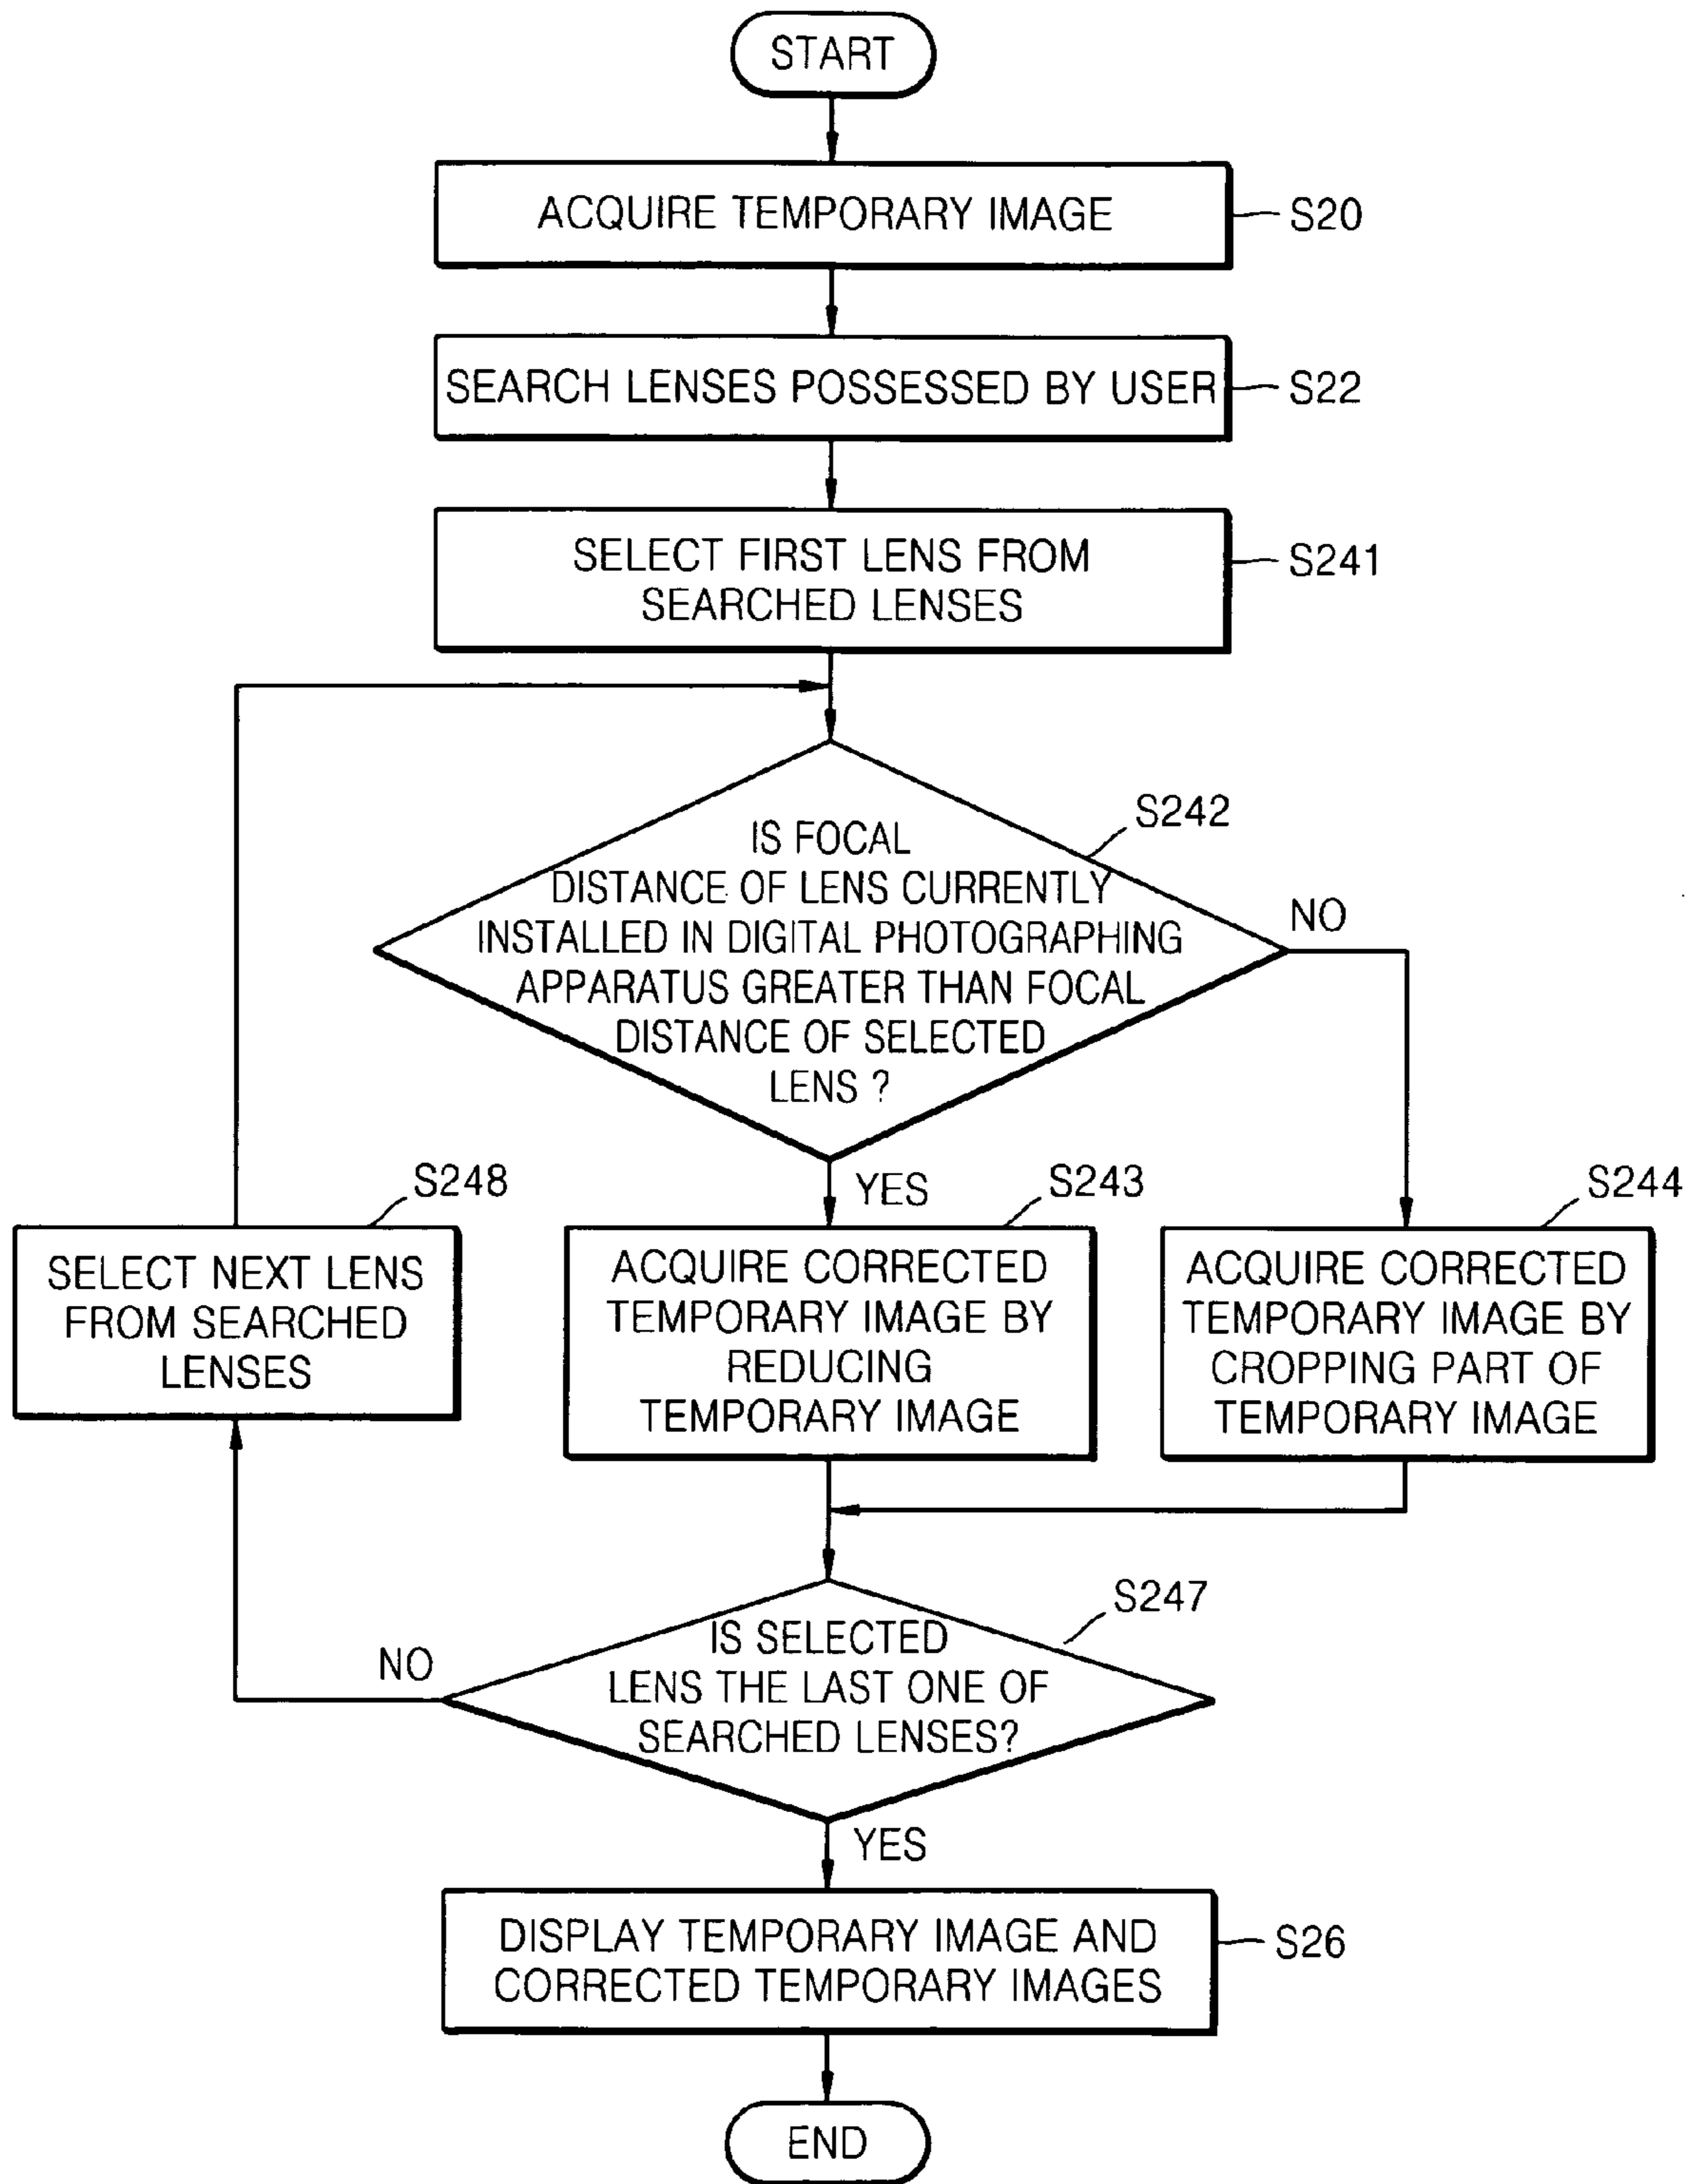 START
ACQUIRE TEMPORARY IMAGE
S20
SEARCH LENSES POSSESSED BY USER
S22
SELECT FIRST LENS FROM
SEARCHED LENSES
S241
S242
IS FOCAL
DISTANCE OF LENS CURRENTLY
INSTALLED IN DIGITAL PHOTOGRAPHING
APPARATUS GREATER THAN FOCAL
DISTANCE OF SELECTED
LENS ?
NO
YES
S248
SELECT NEXT LENS
FROM SEARCHED
LENSES
S243
ACQUIRE CORRECTED
TEMPORARY IMAGE BY
REDUCING
TEMPORARY IMAGE
S244
ACQUIRE CORRECTED
TEMPORARY IMAGE BY
CROPPING PART OF
TEMPORARY IMAGE
S247
IS SELECTED
LENS THE LAST ONE OF
SEARCHED LENSES?
NO
YES
DISPLAY TEMPORARY IMAGE AND
CORRECTED TEMPORARY IMAGES
S26
END